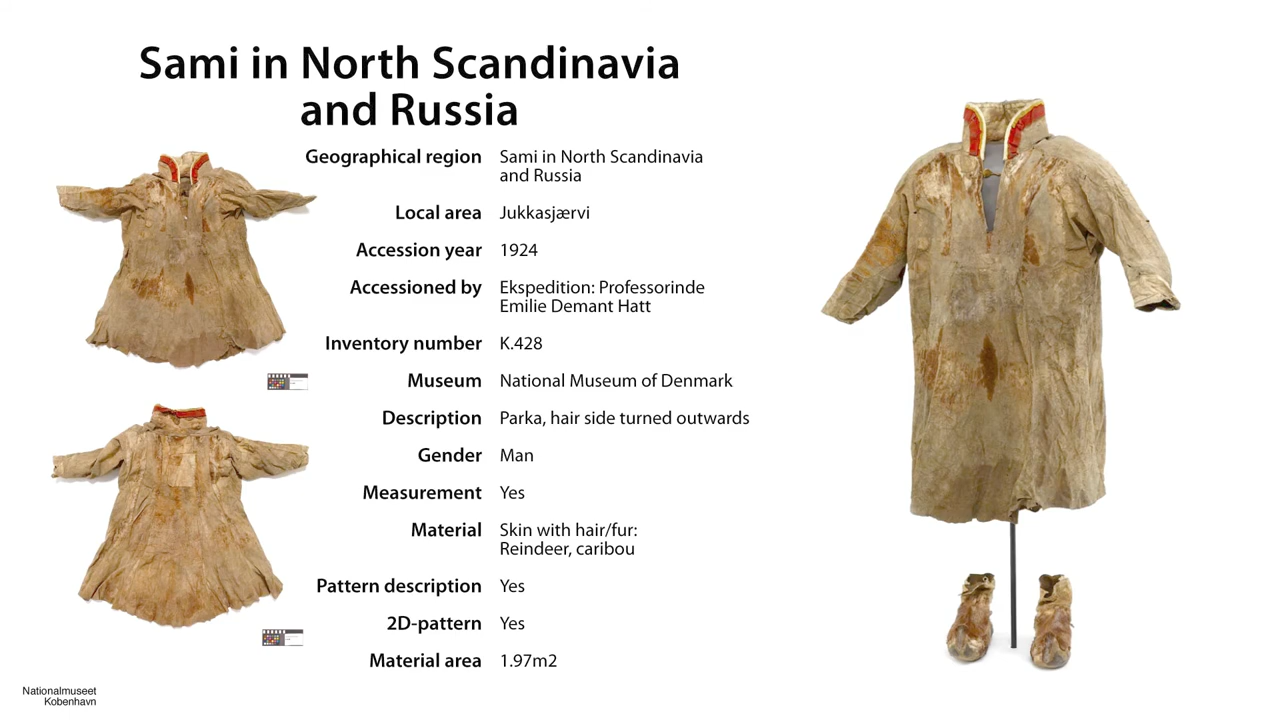 Sami in North Scandinavia
and Russia
Geographical region Sami in North Scandinavia
and Russia
Local area Jukkasjærvi
Accession year 1924
Accessioned by Ekspedition: Professorinde
Emilie Demant Hatt
Inventory number K.428
Museum National Museum of Denmark
Description Parka, hair side turned outwards
Gender Man
Measurement Yes
Material Skin with hair/fur:
Reindeer, caribou
Pattern description Yes
2D-pattern Yes
Material area 1.97m2
Nationalmuseet
Kobenhavn